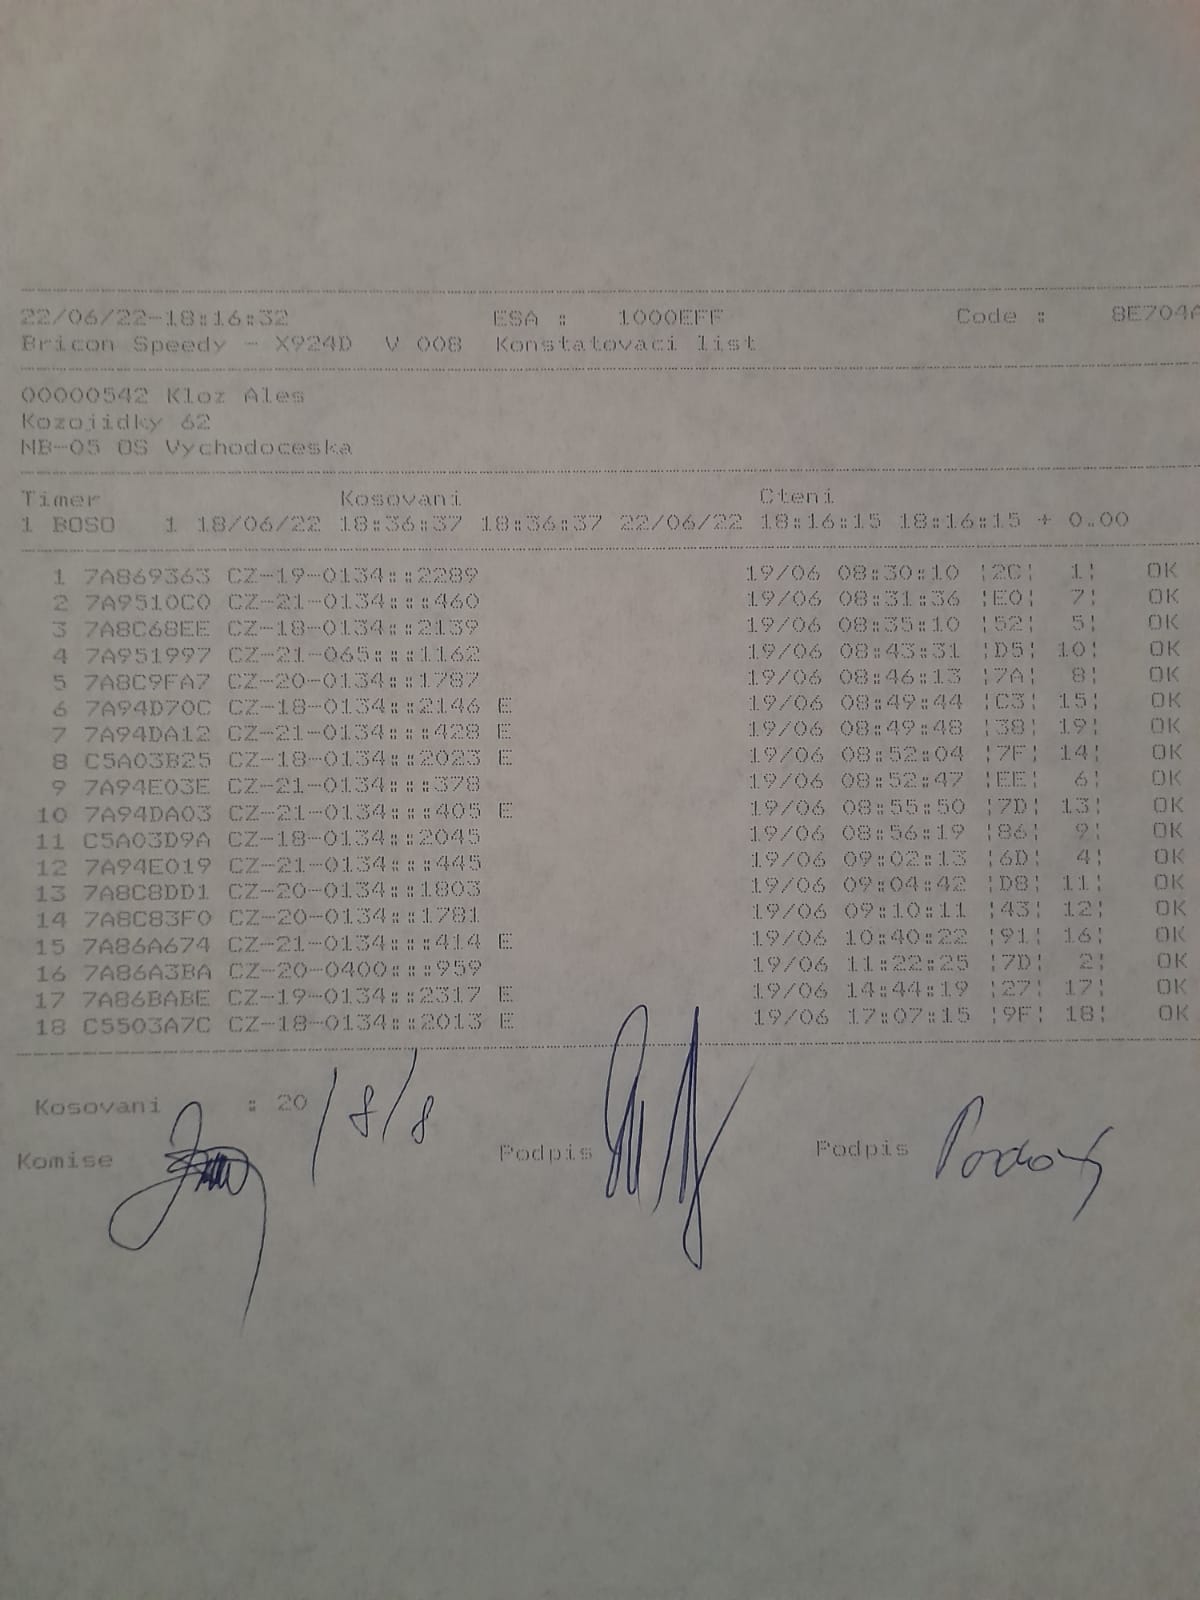 22/06/22-18:16:32 ESA : 1000EFF Code : 8E704A
Bricon Speedy - X924D V 008 Konstatovaci list
00000542 Kloz Ales
Kozojidky 62
NB-05 OS Vychodoceska
Timer Kosovani Cteni
1 BOSO 1 18/06/22 18:36:37 18:36:37 22/06/22 18:16:15 18:16:15 + 0.00
1 7A869363 CZ-19-0134::2289 19/06 08:30:10 ¦2C¦ 1¦ OK
2 7A9510C0 CZ-21-0134:::460 19/06 08:31:36 ¦E0¦ 7¦ OK
3 7A8C68EE CZ-18-0134::2139 19/06 08:35:10 ¦52¦ 5¦ OK
4 7A951997 CZ-21-065:::1162 19/06 08:43:31 ¦D5¦ 10¦ OK
5 7A8C9FA7 CZ-20-0134::1787 19/06 08:46:13 ¦7A¦ 8¦ OK
6 7A94D70C CZ-18-0134::2146 E 19/06 08:49:44 ¦C3¦ 15¦ OK
7 7A94DA12 CZ-21-0134:::428 E 19/06 08:49:48 ¦38¦ 19¦ OK
8 C5A03B25 CZ-18-0134::2023 E 19/06 08:52:04 ¦7F¦ 14¦ OK
9 7A94E03E CZ-21-0134:::378 19/06 08:52:47 ¦EE¦ 6¦ OK
10 7A94DA03 CZ-21-0134:::405 E 19/06 08:55:50 ¦7D¦ 13¦ OK
11 C5A03D9A CZ-18-0134::2045 19/06 08:56:19 ¦86¦ 9¦ OK
12 7A94E019 CZ-21-0134:::445 19/06 09:02:13 ¦6D¦ 4¦ OK
13 7A8C8DD1 CZ-20-0134::1803 19/06 09:04:42 ¦D8¦ 11¦ OK
14 7A8C83F0 CZ-20-0134::1781 19/06 09:10:11 ¦43¦ 12¦ OK
15 7A86A674 CZ-21-0134:::414 E 19/06 10:40:22 ¦91¦ 16¦ OK
16 7A86A3BA CZ-20-0400:::959 19/06 11:22:25 ¦7D¦ 2¦ OK
17 7A86BABE CZ-19-0134::2317 E 19/06 14:44:19 ¦27¦ 17¦ OK
18 C5503A7C CZ-18-0134::2013 E 19/06 17:07:15 ¦9F¦ 18¦ OK
Kosovani : 20 /8/8
Komise Podpis Podpis